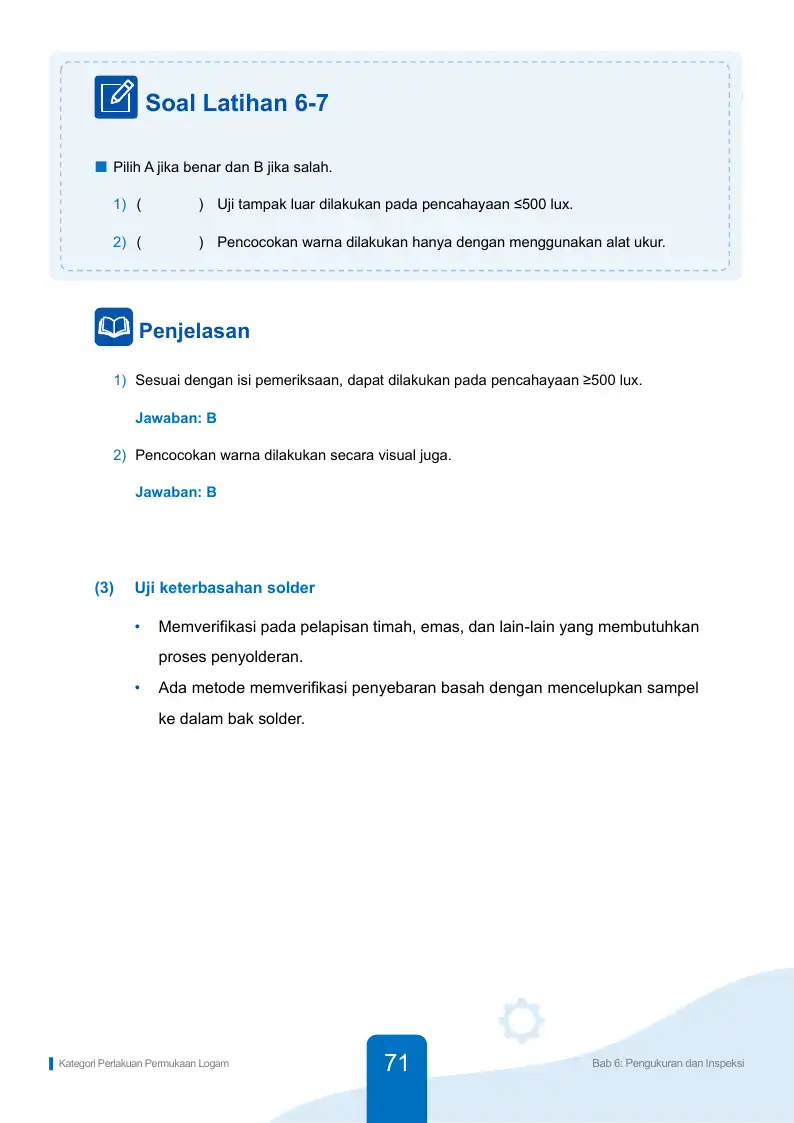 Soal Latihan 6-7
■ Pilih A jika benar dan B jika salah.
1) ( ) Uji tampak luar dilakukan pada pencahayaan ≤500 lux.
2) ( ) Pencocokan warna dilakukan hanya dengan menggunakan alat ukur.
Penjelasan
1) Sesuai dengan isi pemeriksaan, dapat dilakukan pada pencahayaan ≥500 lux.
Jawaban: B
2) Pencocokan warna dilakukan secara visual juga.
Jawaban: B
(3) Uji keterbasahan solder
• Memverifikasi pada pelapisan timah, emas, dan lain-lain yang membutuhkan
proses penyolderan.
• Ada metode memverifikasi penyebaran basah dengan mencelupkan sampel
ke dalam bak solder.
Kategori Perlakuan Permukaan Logam
71
Bab 6: Pengukuran dan Inspeksi